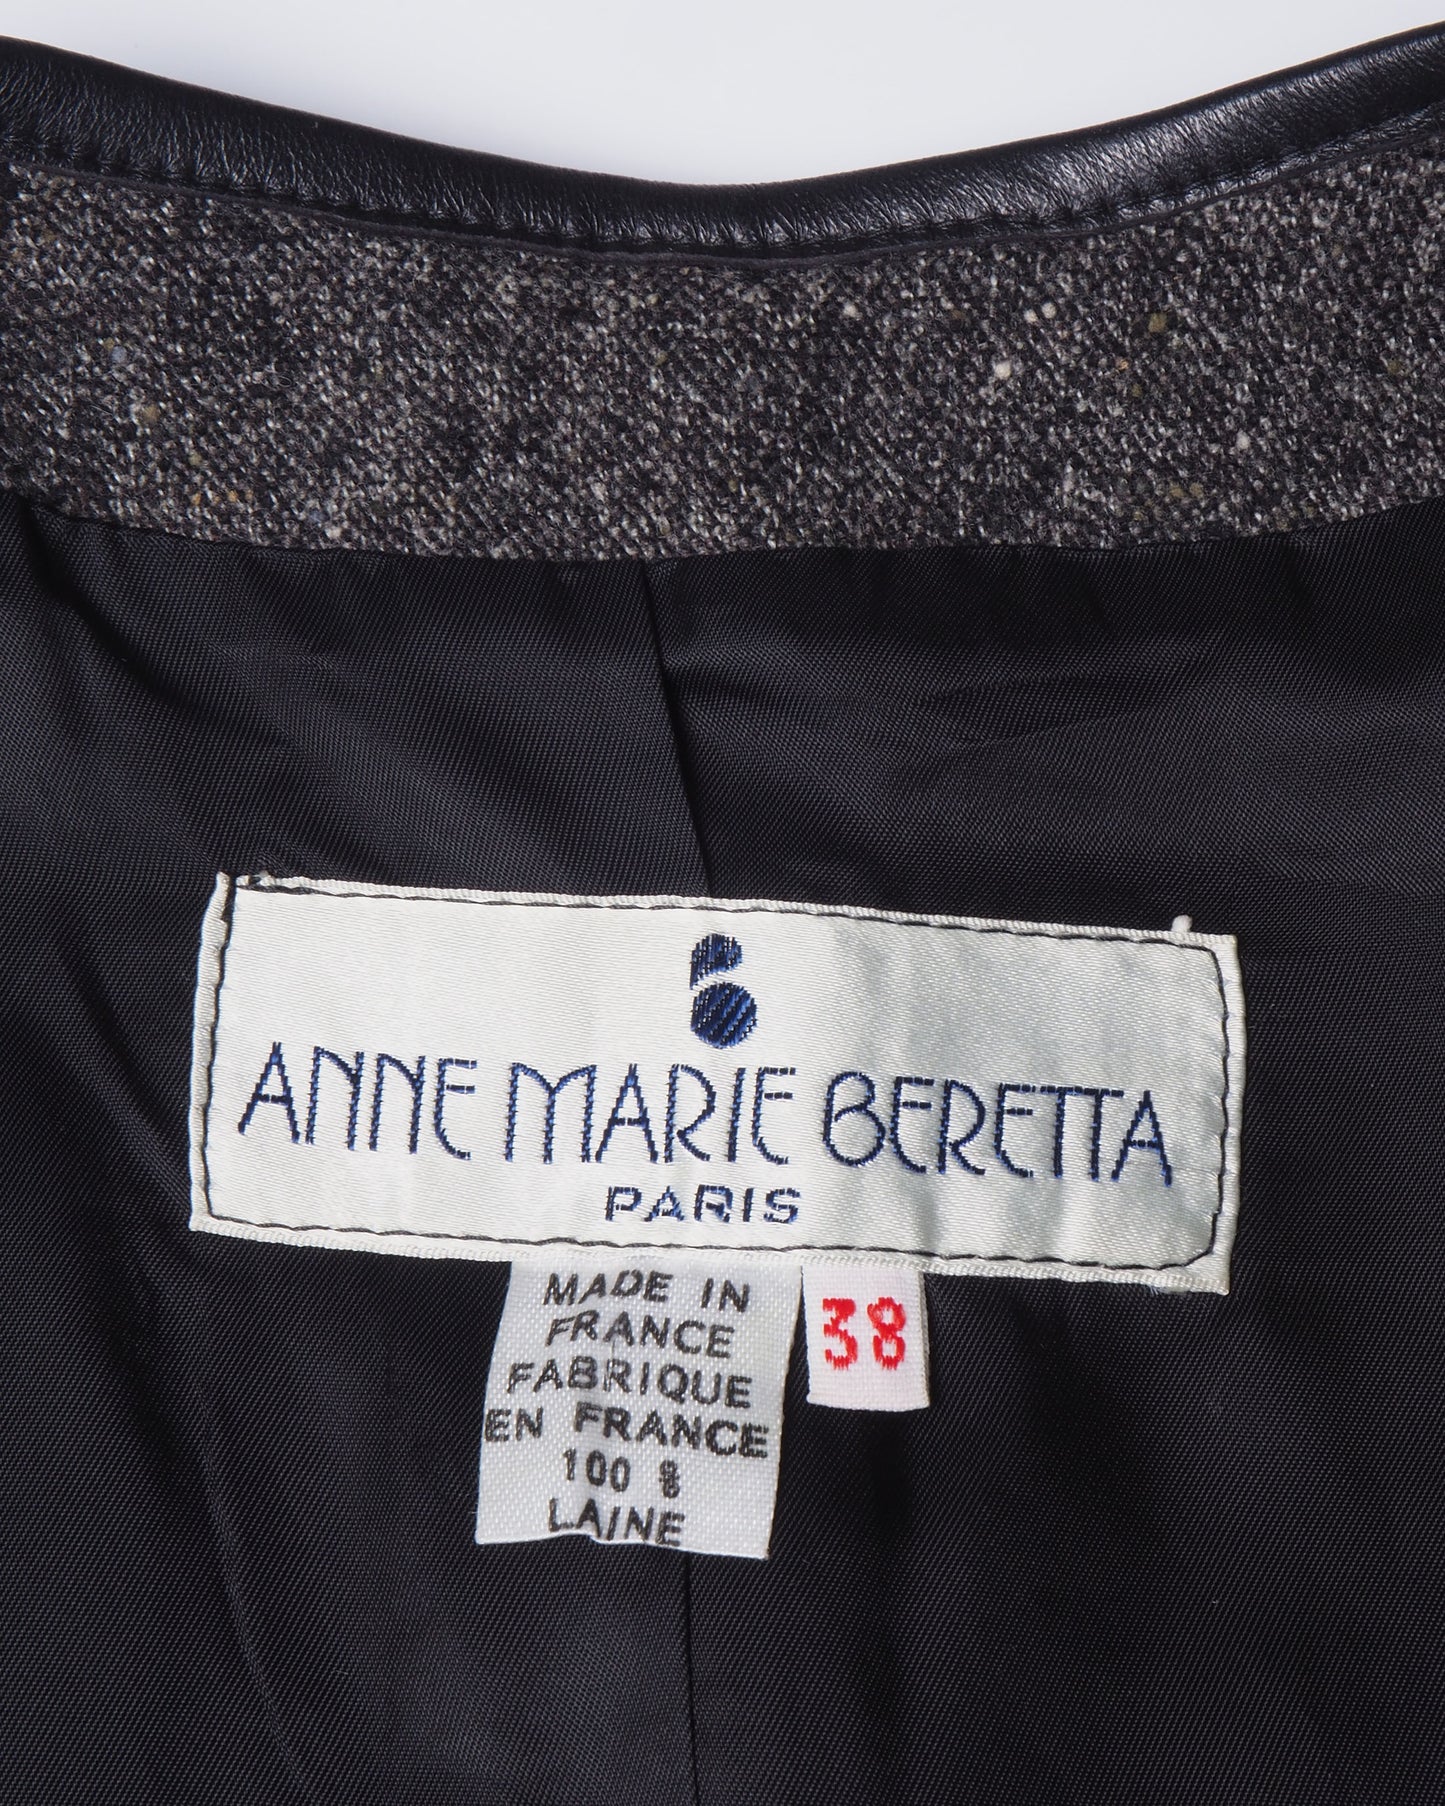 ANNE MARIE BERETTA
PARIS
MADE IN
FRANCE
FABRIQUE
EN FRANCE
100 %
LAINE
38